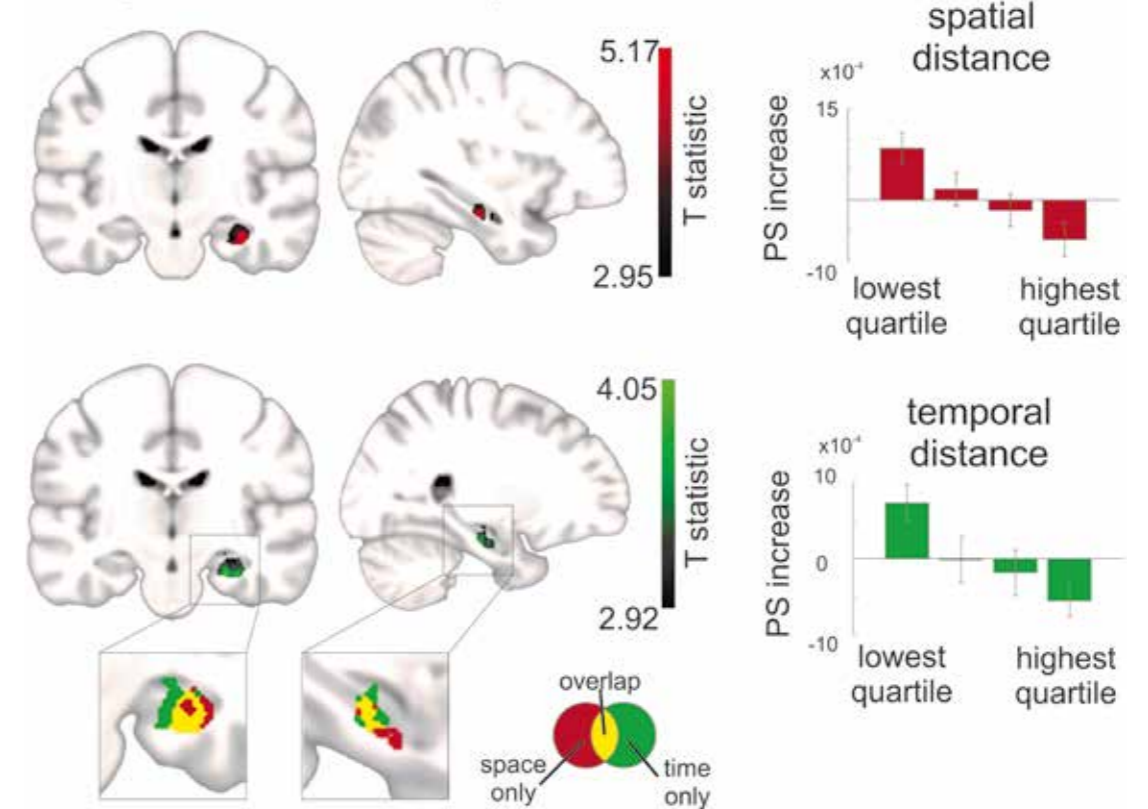 5.17
T statistic
2.95
spatial
distance
x10⁻⁴
15
PS increase
-10
lowest
quartile
highest
quartile
4.05
T statistic
2.92
temporal
distance
x10⁻⁴
10
PS increase
0
-10
lowest
quartile
highest
quartile
overlap
space
only
time
only